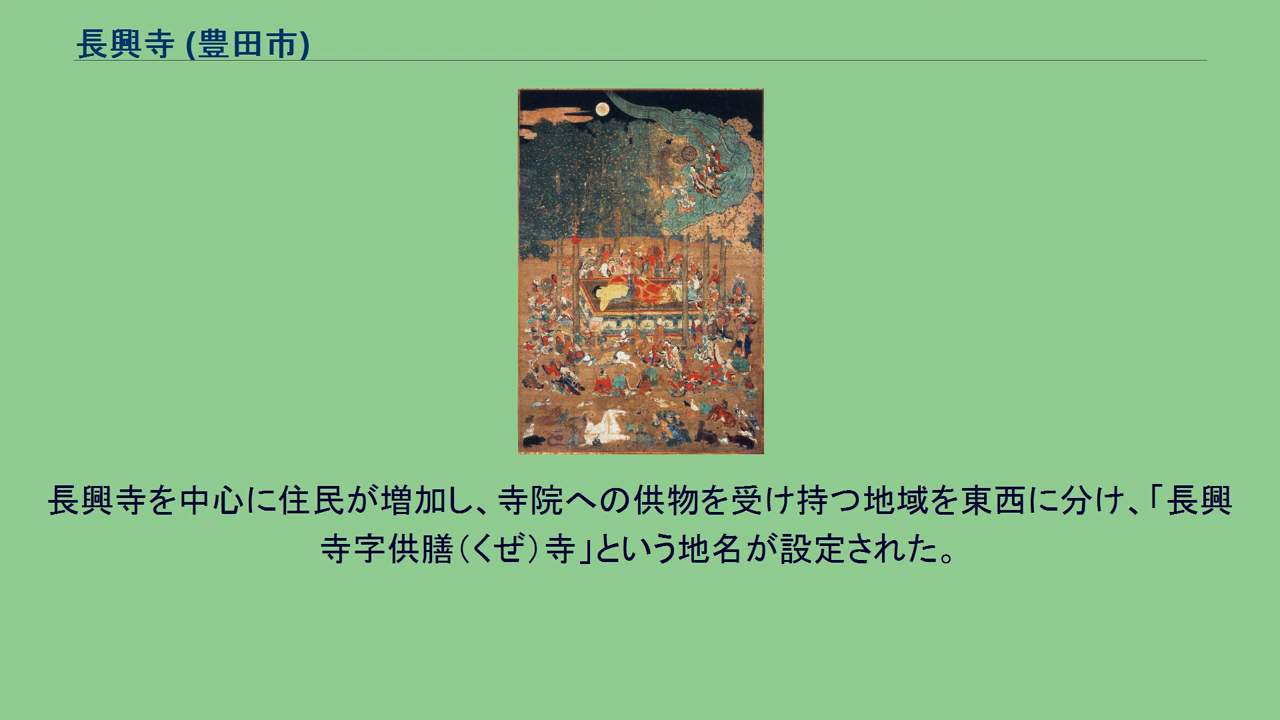 長興寺 (豊田市)
長興寺を中心に住民が増加し、寺院への供物を受け持つ地域を東西に分け、「長興
寺字供膳（くぜ）寺」という地名が設定された。